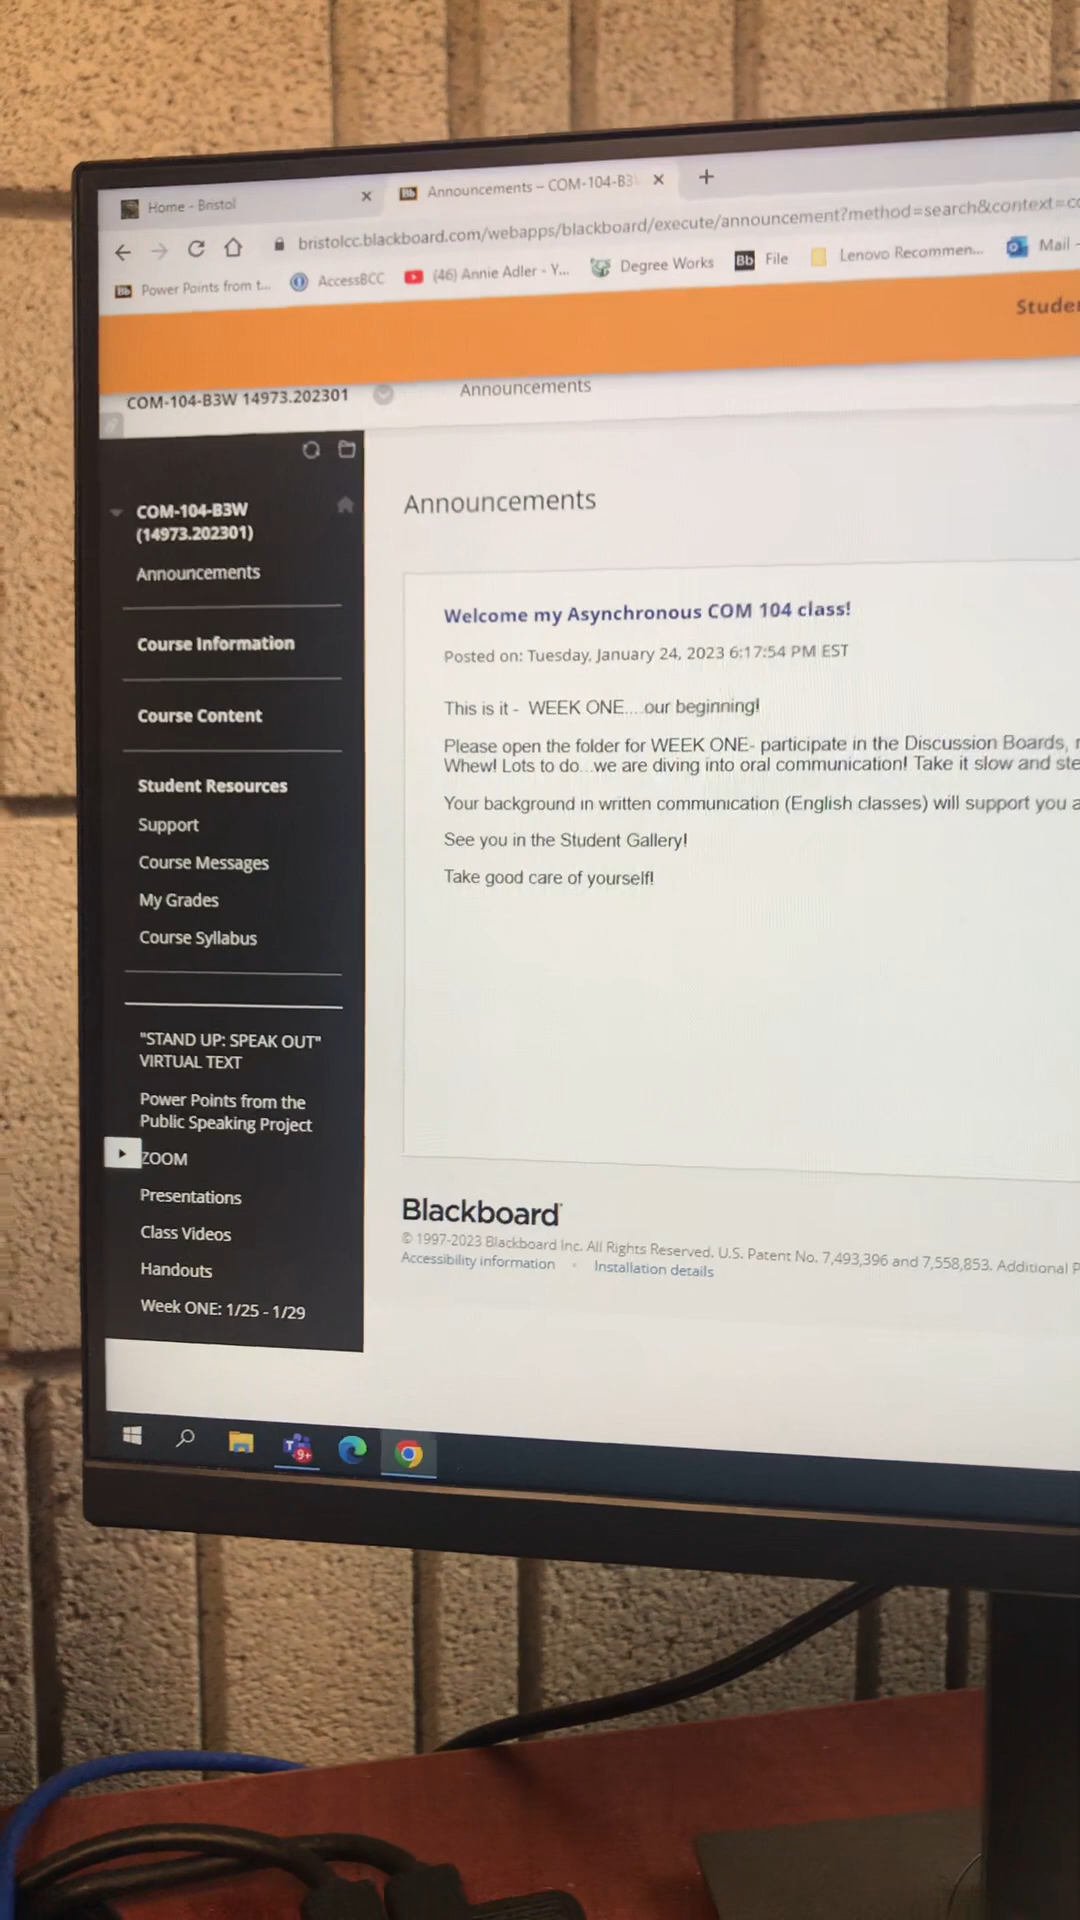 Home - Bristol
Announcements – COM-104-B3
bristolcc.blackboard.com/webapps/blackboard/execute/announcement?method=search&context=co
Power Points from t...
AccessBCC
(46) Annie Adler - Y...
Degree Works
Bb
File
Lenovo Recommen...
Mail
Studen
COM-104-B3W 14973.202301
Announcements
COM-104-B3W
(14973.202301)
Announcements
Course Information
Course Content
Student Resources
Support
Course Messages
My Grades
Course Syllabus
"STAND UP: SPEAK OUT"
VIRTUAL TEXT
Power Points from the
Public Speaking Project
ZOOM
Presentations
Class Videos
Handouts
Week ONE: 1/25 - 1/29
Announcements
Welcome my Asynchronous COM 104 class!
Posted on: Tuesday, January 24, 2023 6:17:54 PM EST
This is it - WEEK ONE....our beginning!
Please open the folder for WEEK ONE- participate in the Discussion Boards,
Whew! Lots to do...we are diving into oral communication! Take it slow and ste
Your background in written communication (English classes) will support you a
See you in the Student Gallery!
Take good care of yourself!
Blackboard
© 1997-2023 Blackboard Inc. All Rights Reserved. U.S. Patent No. 7,493,396 and 7,558,853. Additional P
Accessibility information • Installation details
9+